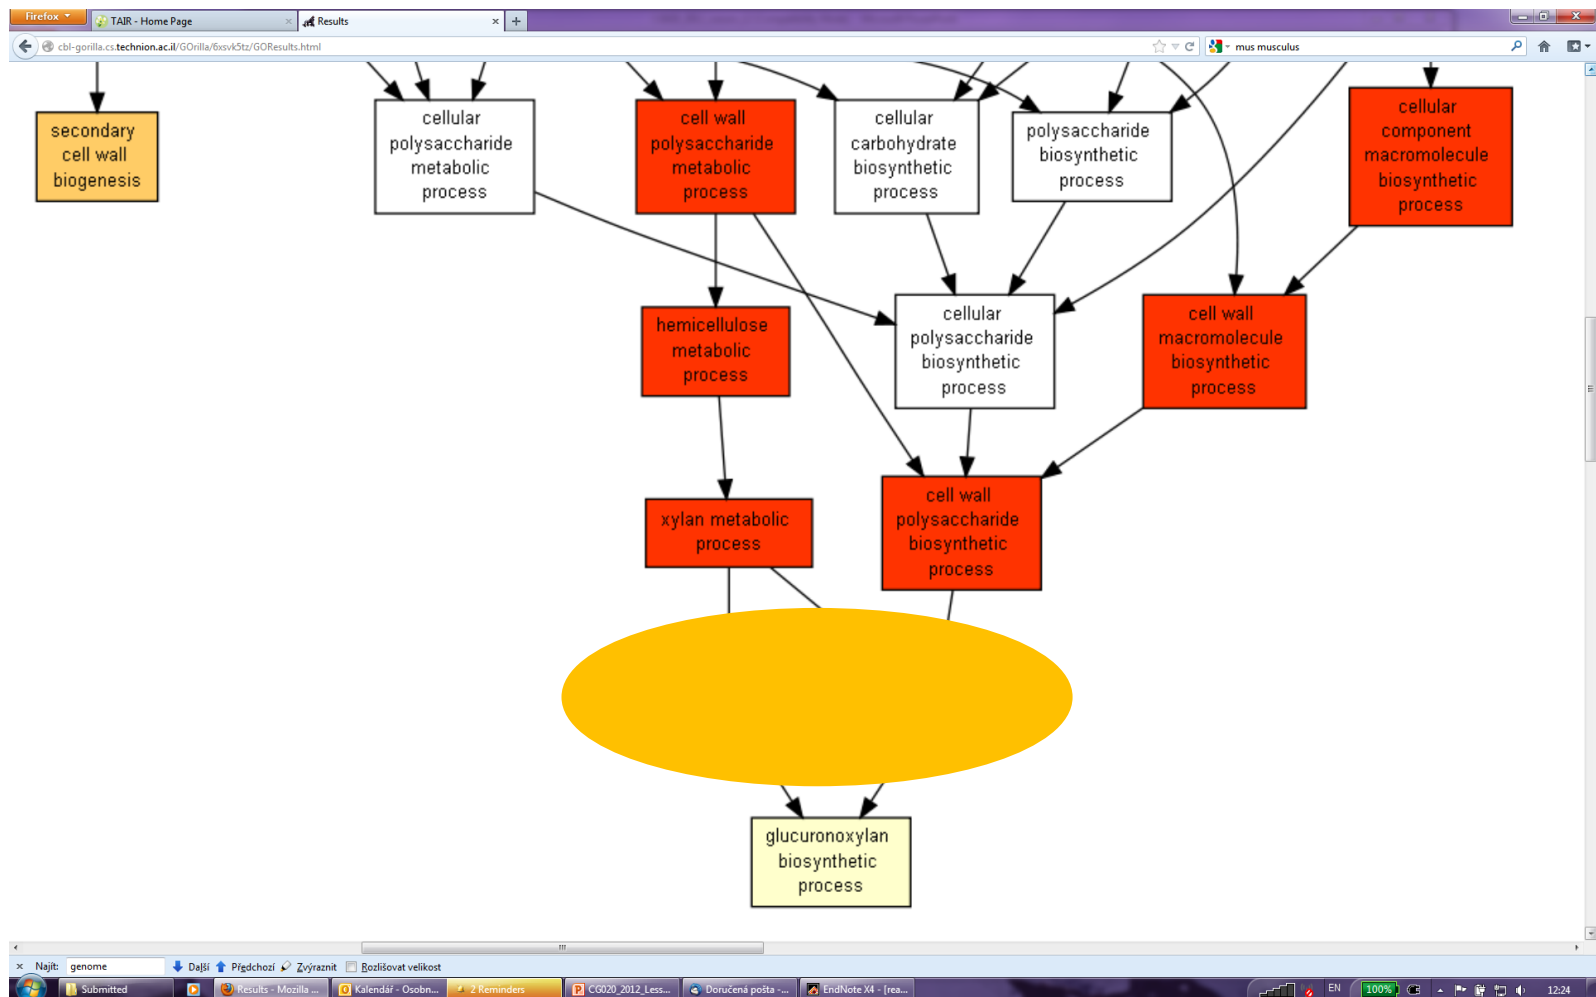 Firefox
TAIR - Home Page
Results
cbl-gorilla.cs.technion.ac.il/GOrilla/6xsvk5tz/GOResults.html
mus musculus
secondary
cell wall
biogenesis
cellular
polysaccharide
metabolic
process
cell wall
polysaccharide
metabolic
process
cellular
carbohydrate
biosynthetic
process
polysaccharide
biosynthetic
process
cellular
component
macromolecule
biosynthetic
process
hemicellulose
metabolic
process
cellular
polysaccharide
biosynthetic
process
cell wall
macromolecule
biosynthetic
process
xylan metabolic
process
cell wall
polysaccharide
biosynthetic
process
glucuronoxylan
biosynthetic
process
Najít: genome Další Předchozí Zvýraznit Rozlišovat velikost
Submitted
Results - Mozilla ...
Kalendář - Osobn...
2 Reminders
CG020_2012_Less...
Doručená pošta -...
EndNote X4 - [rea...
EN
100%
12:24